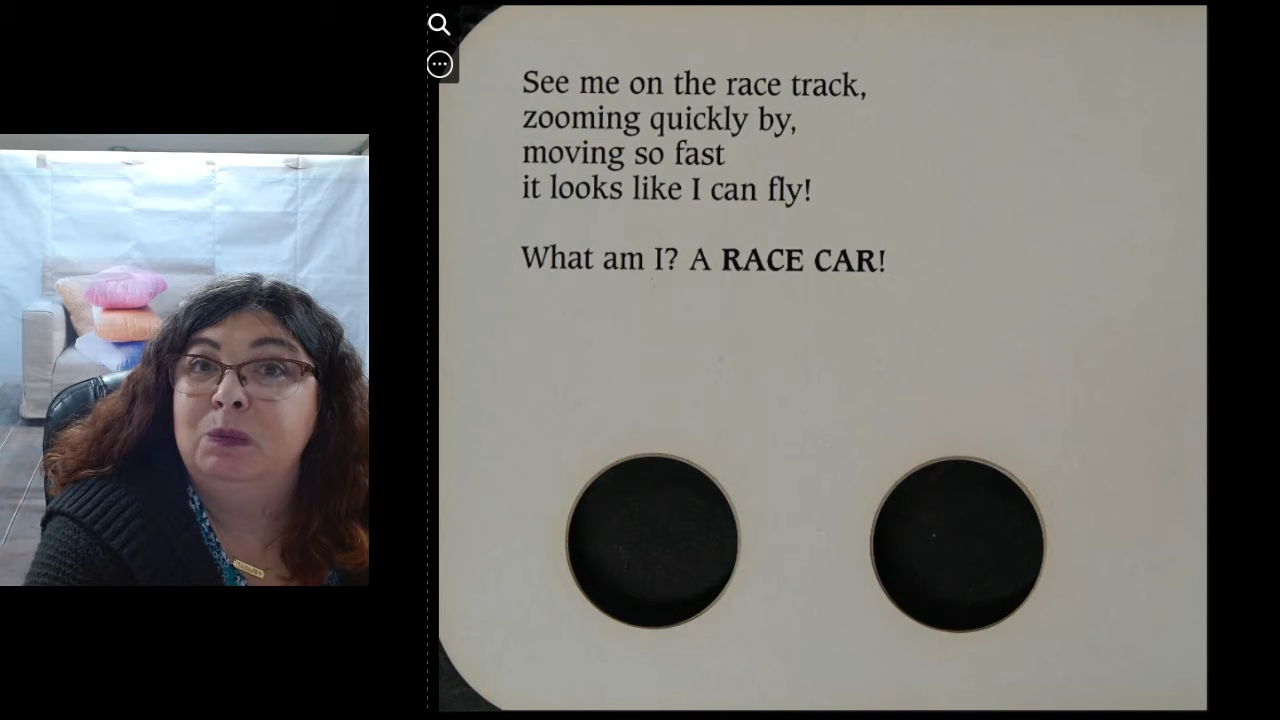 See me on the race track,
zooming quickly by,
moving so fast
it looks like I can fly!
What am I? A RACE CAR!